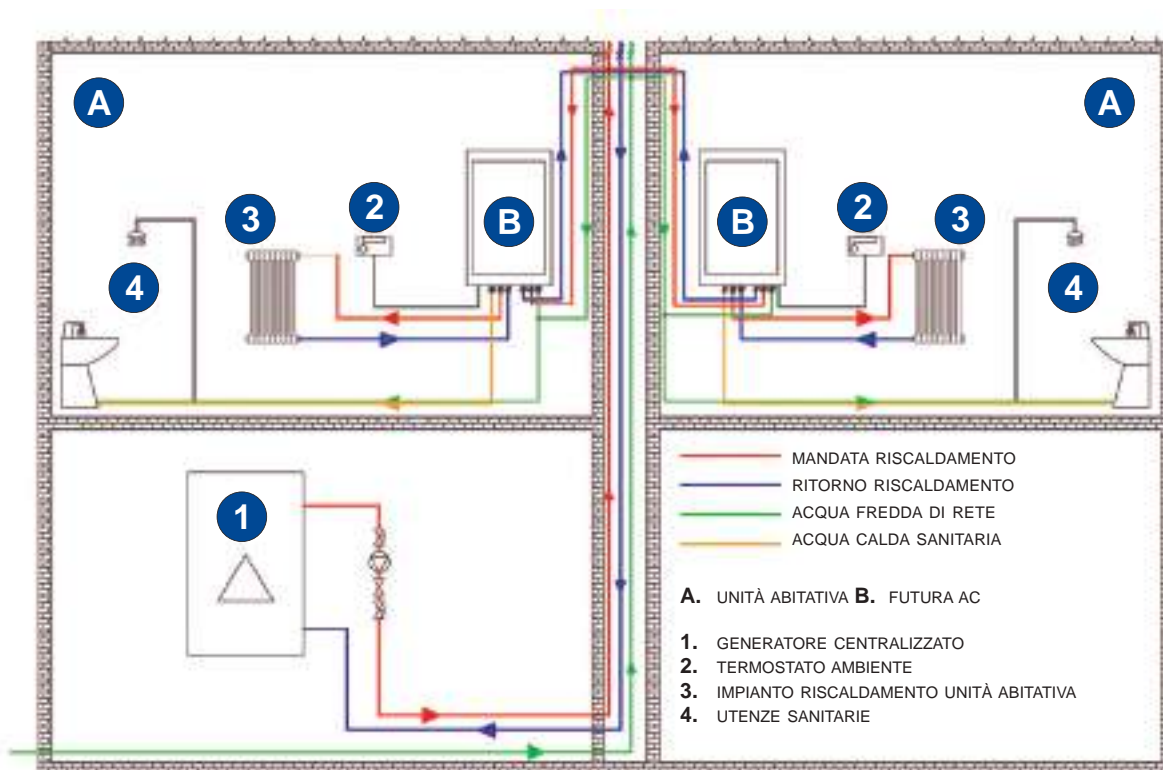 A A
2 3
3 B B 2
4 4
MANDATA RISCALDAMENTO
RITORNO RISCALDAMENTO
ACQUA FREDDA DI RETE
ACQUA CALDA SANITARIA
1
A. UNITÀ ABITATIVA B. FUTURA AC
1. GENERATORE CENTRALIZZATO
2. TERMOSTATO AMBIENTE
3. IMPIANTO RISCALDAMENTO UNITÀ ABITATIVA
4. UTENZE SANITARIE